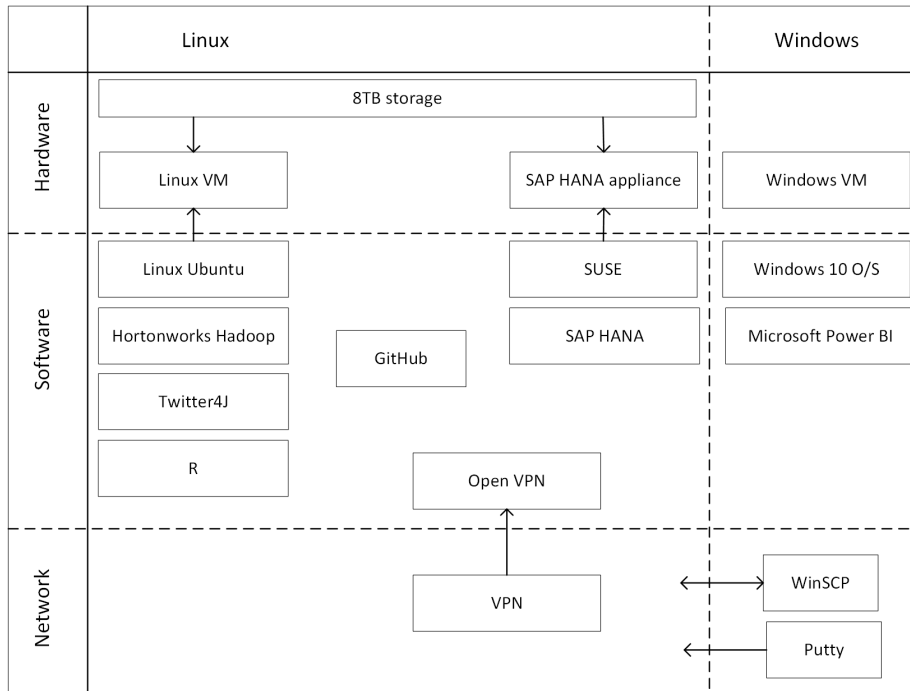 Linux
Windows
Hardware
8TB storage
Linux VM
SAP HANA appliance
Windows VM
Software
Linux Ubuntu
SUSE
Windows 10 O/S
Hortonworks Hadoop
GitHub
SAP HANA
Microsoft Power BI
Twitter4J
R
Open VPN
Network
VPN
WinSCP
Putty